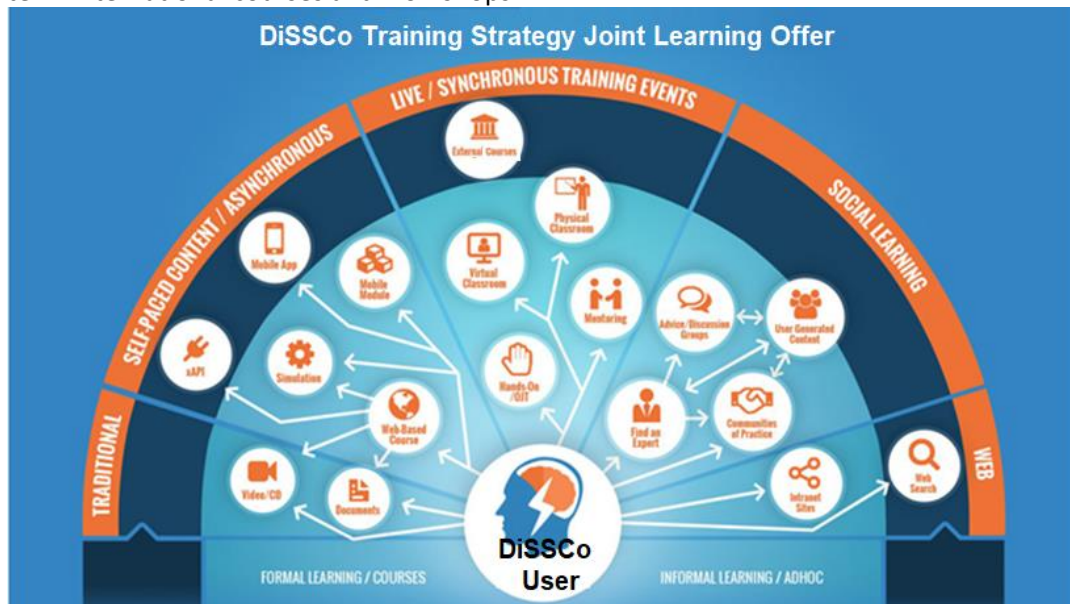 DiSSCo Training Strategy Joint Learning Offer
LIVE / SYNCHRONOUS TRAINING EVENTS
SELF-PACED CONTENT / ASYNCHRONOUS
SOCIAL LEARNING
TRADITIONAL
WEB
External Courses
Physical
Classroom
Mobile App
Mobile
Module
Virtual
Classroom
Mentoring
Advice/Discussion
Groups
User Generated
Content
xAPI
Simulation
Hands-On
/OJT
Web-Based
Course
Find an
Expert
Communities
of Practice
Video/CD
Documents
Intranet
Sites
Web
Search
DiSSCo
User
FORMAL LEARNING / COURSES
INFORMAL LEARNING / ADHOC